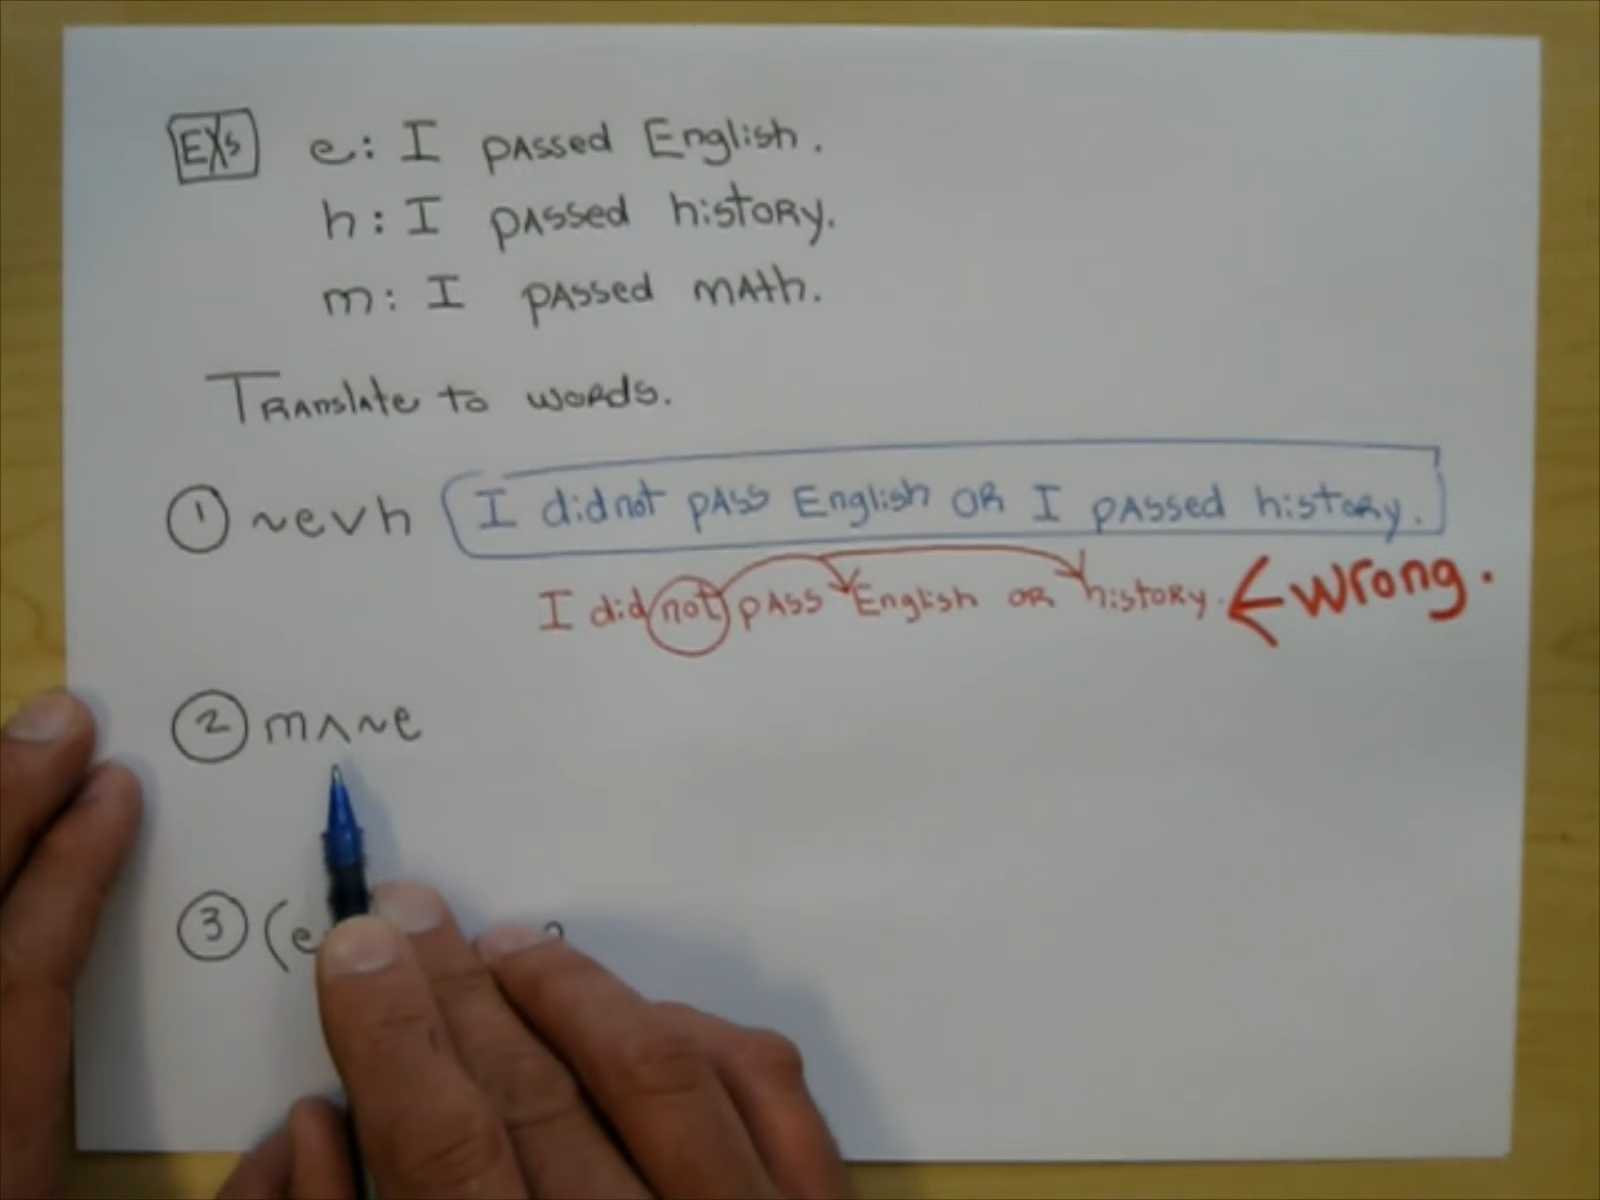 EXs e: I passed English.
h: I passed history.
m: I passed math.
Translate to words.
1 ~e∨h I did not pass English or I passed history.
I did not pass English or history. ← Wrong.
2 m∧~e
3 (e